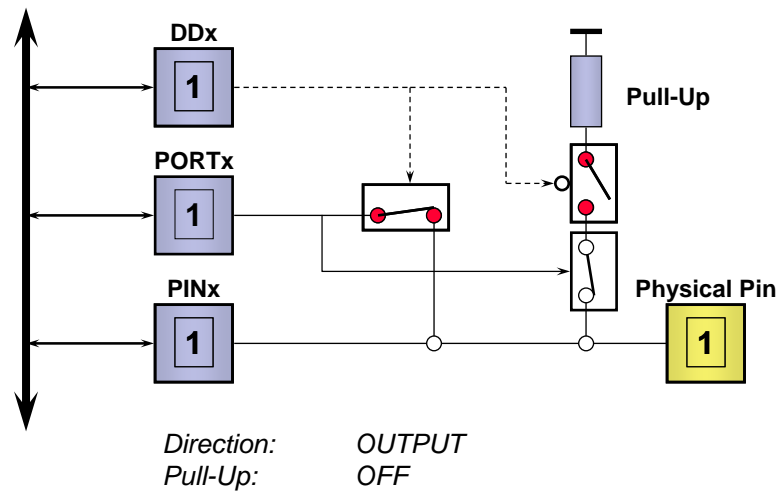 DDx
1
Pull-Up
PORTx
1
PINx
1
Physical Pin
1
Direction: OUTPUT
Pull-Up: OFF